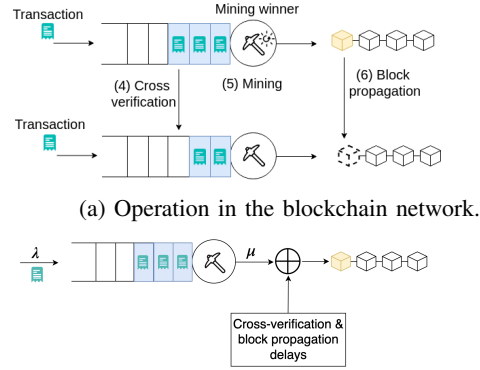 Mining winner
Transaction
(4) Cross
verification
(5) Mining
(6) Block
propagation
Transaction
(a) Operation in the blockchain network.
λ
μ
Cross-verification &
block propagation
delays